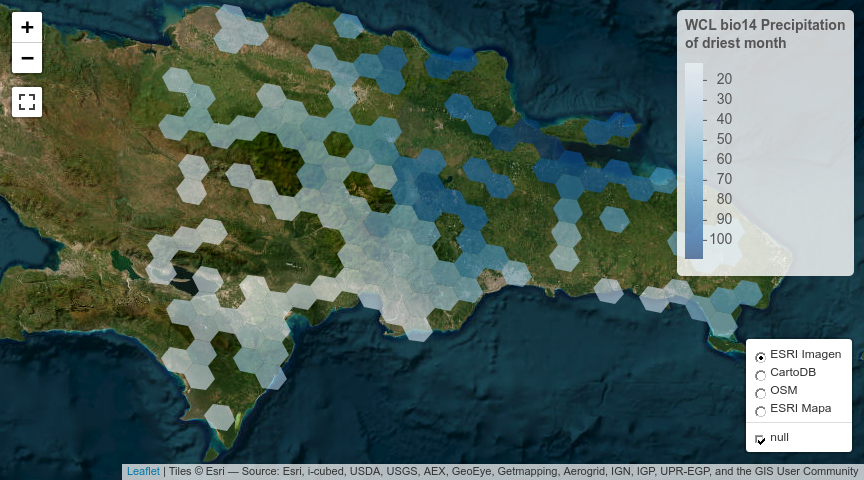 +
−
WCL bio14 Precipitation
of driest month
20
30
40
50
60
70
80
90
100
ESRI Imagen
CartoDB
OSM
ESRI Mapa
null
Leaflet | Tiles © Esri — Source: Esri, i-cubed, USDA, USGS, AEX, GeoEye, Getmapping, Aerogrid, IGN, IGP, UPR-EGP, and the GIS User Community